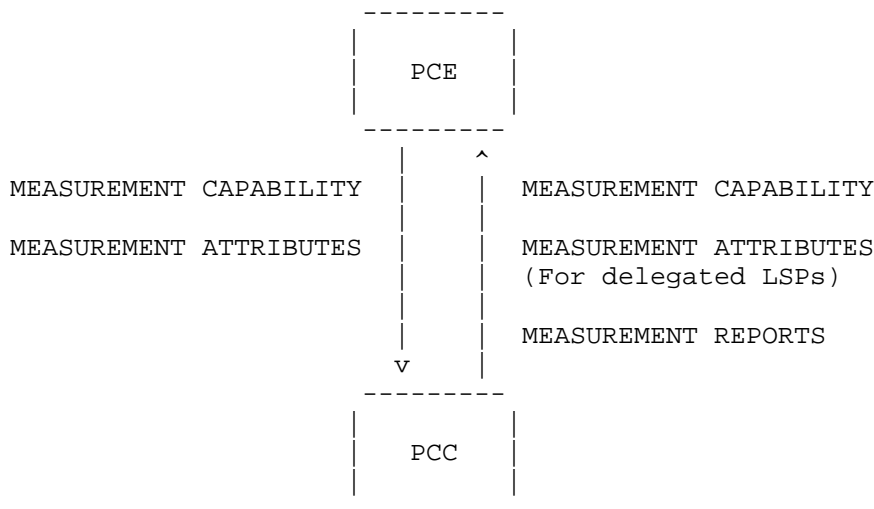 PCE
MEASUREMENT CAPABILITY MEASUREMENT CAPABILITY
MEASUREMENT ATTRIBUTES MEASUREMENT ATTRIBUTES
(For delegated LSPs)
MEASUREMENT REPORTS
PCC